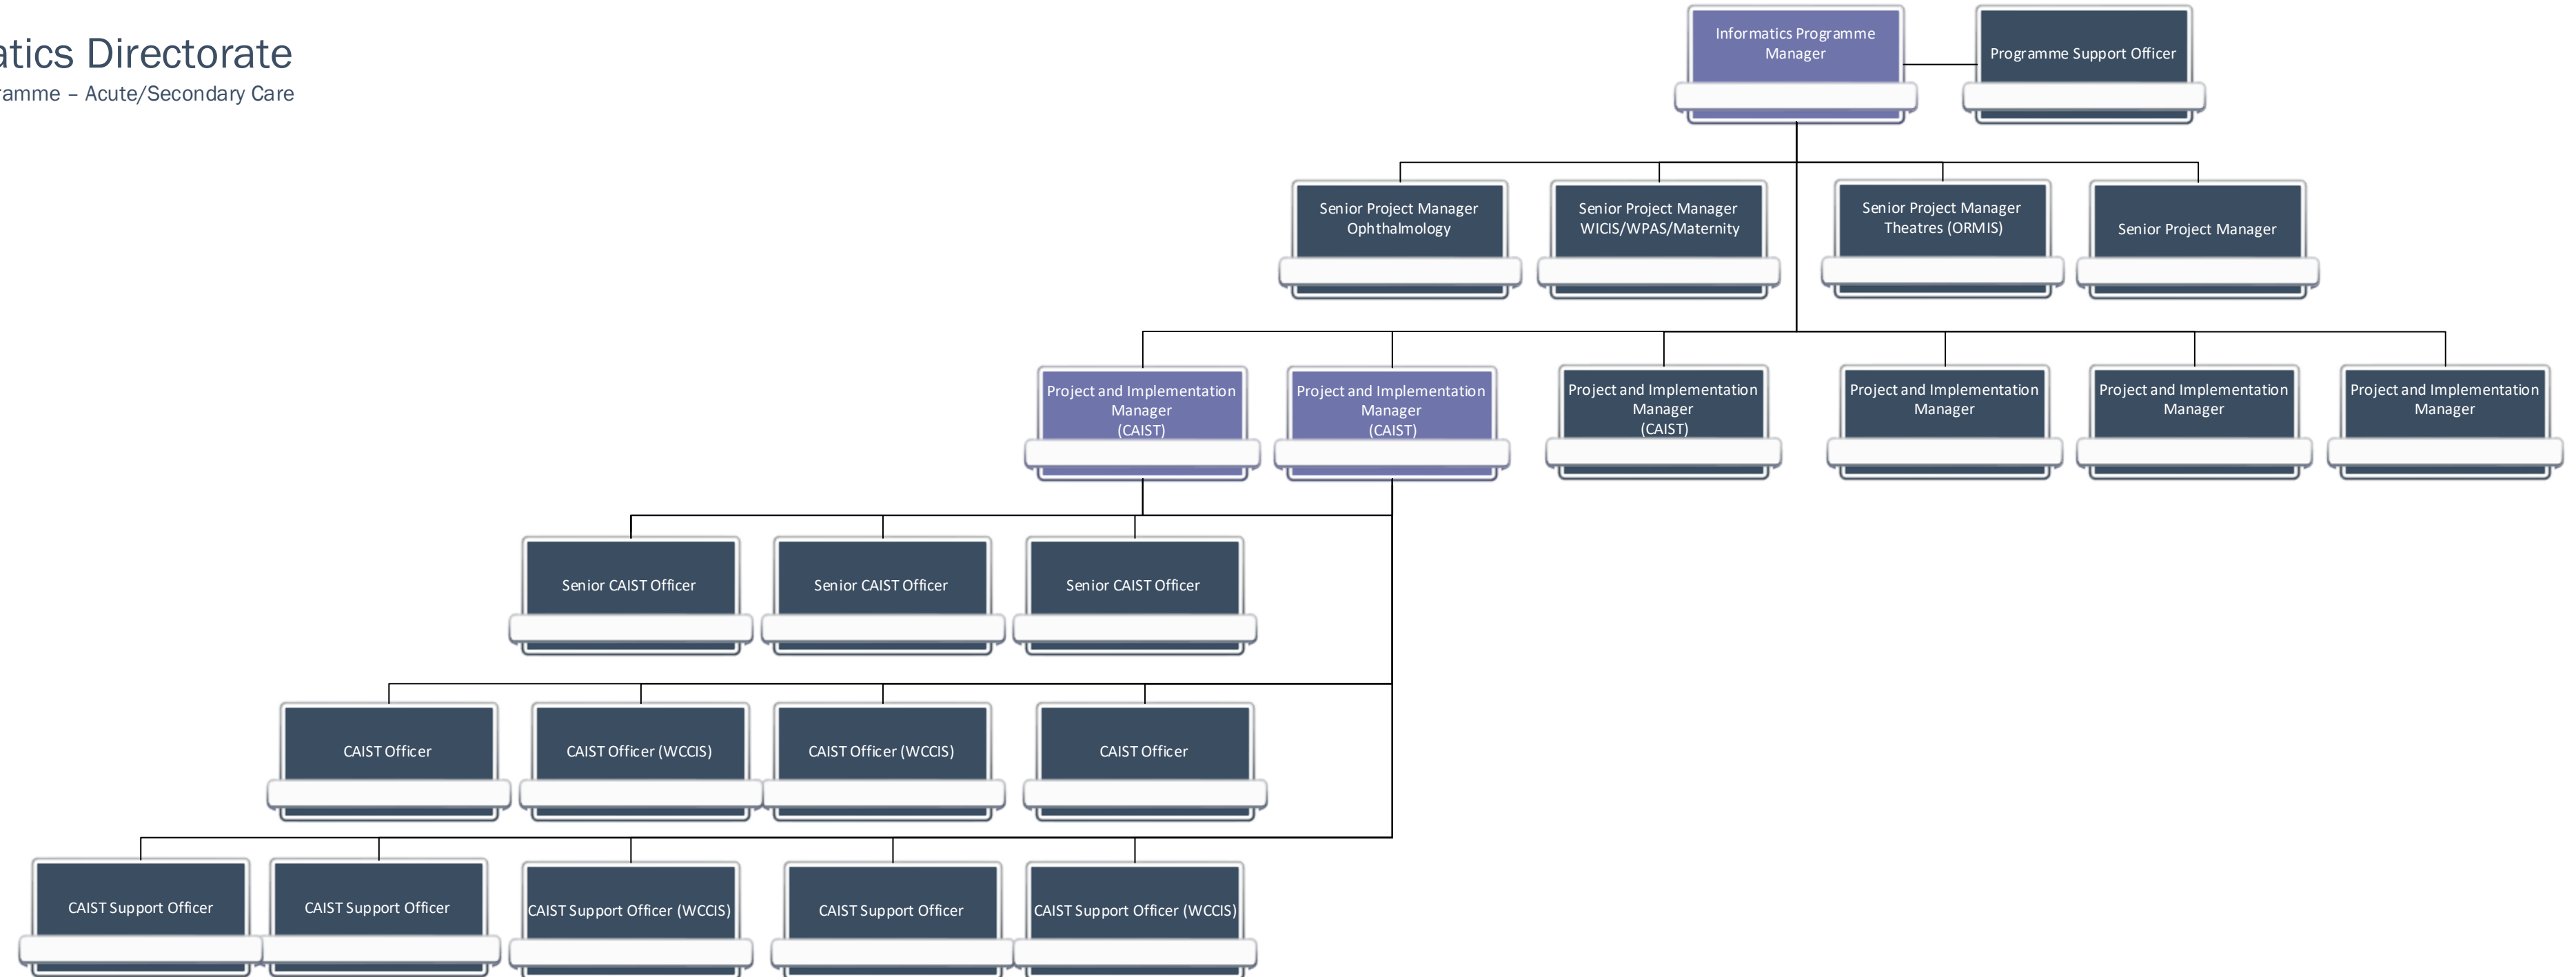 Directorate
– Acute/Secondary Care
Informatics Programme
Manager
Programme Support Officer
Senior Project Manager
Ophthalmology
Senior Project Manager
WICIS/WPAS/Maternity
Senior Project Manager
Theatres (ORMIS)
Senior Project Manager
Project and Implementation
Manager
(CAIST)
Project and Implementation
Manager
(CAIST)
Project and Implementation
Manager
(CAIST)
Project and Implementation
Manager
Project and Implementation
Manager
Project and Implementation
Manager
Senior CAIST Officer
Senior CAIST Officer
Senior CAIST Officer
CAIST Officer
CAIST Officer (WCCIS)
CAIST Officer (WCCIS)
CAIST Officer
CAIST Support Officer
CAIST Support Officer
CAIST Support Officer (WCCIS)
CAIST Support Officer
CAIST Support Officer (WCCIS)